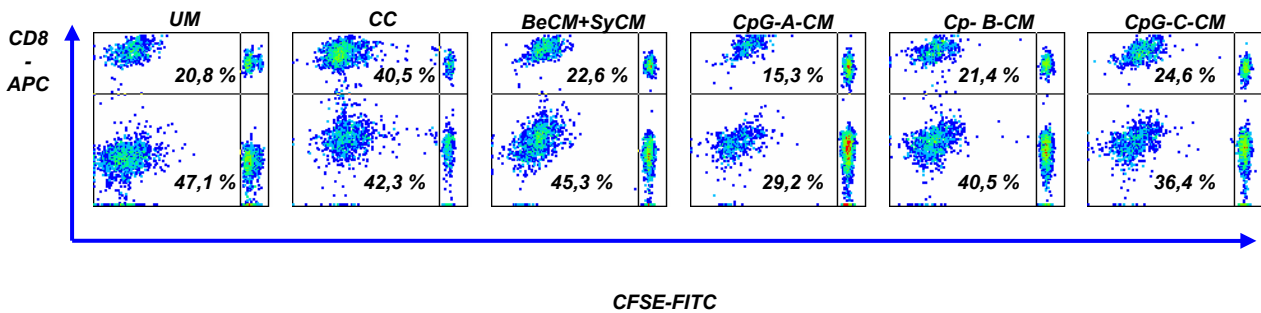 UM CC BeCM+SyCM CpG-A-CM Cp- B-CM CpG-C-CM
CD8
-
APC
20,8 % 40,5 % 22,6 % 15,3 % 21,4 % 24,6 %
47,1 % 42,3 % 45,3 % 29,2 % 40,5 % 36,4 %
CFSE-FITC